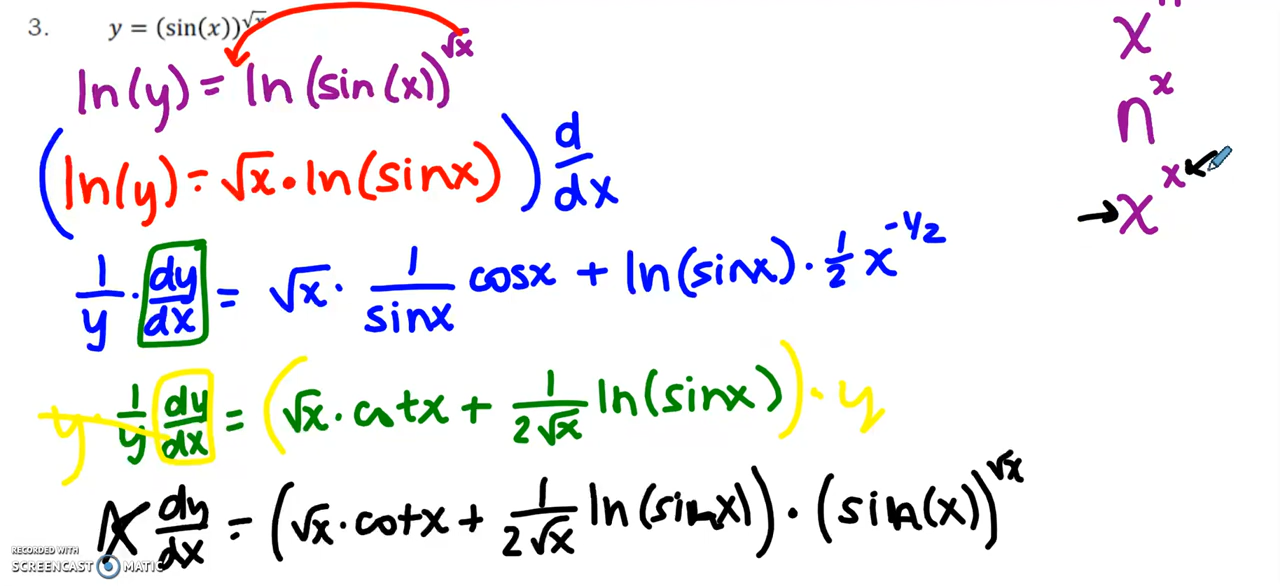 3. y = (sin(x))^√x
ln(y) = ln(sin(x))^√x
(ln(y) = √x · ln(sinx)) d/dx
1/y · dy/dx = √x · 1/sinx cosx + ln(sinx) · 1/2 x^-1/2
y · 1/y dy/dx = (√x · cotx + 1/2√x ln(sinx)) · y
dy/dx = (√x · cotx + 1/2√x ln(sinx)) · (sin(x))^√x
x^n
n^x
→ x^x ←
RECORDED WITH
SCREENCAST MATIC